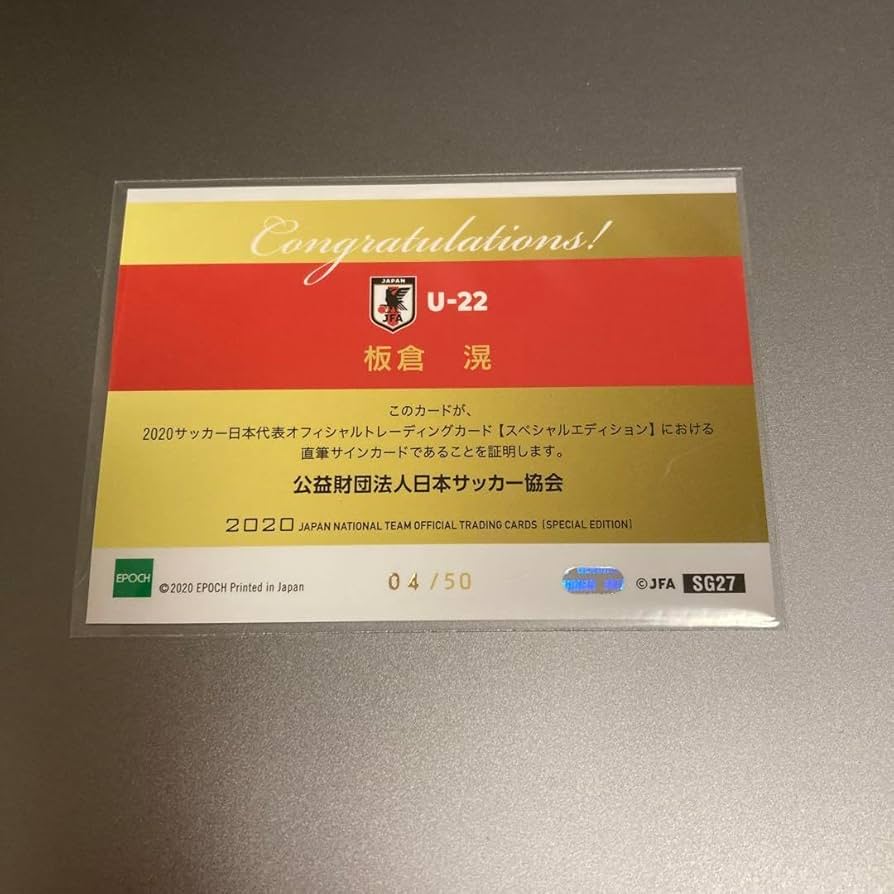 Congratulations!
JAPAN
JFA
U-22
板倉 滉
このカードが、
2020サッカー日本代表オフィシャルトレーディングカード【スペシャルエディション】における
直筆サインカードであることを証明します。
公益財団法人日本サッカー協会
2020 JAPAN NATIONAL TEAM OFFICIAL TRADING CARDS [SPECIAL EDITION]
EPOCH ©2020 EPOCH Printed in Japan 04/50 ©JFA SG27